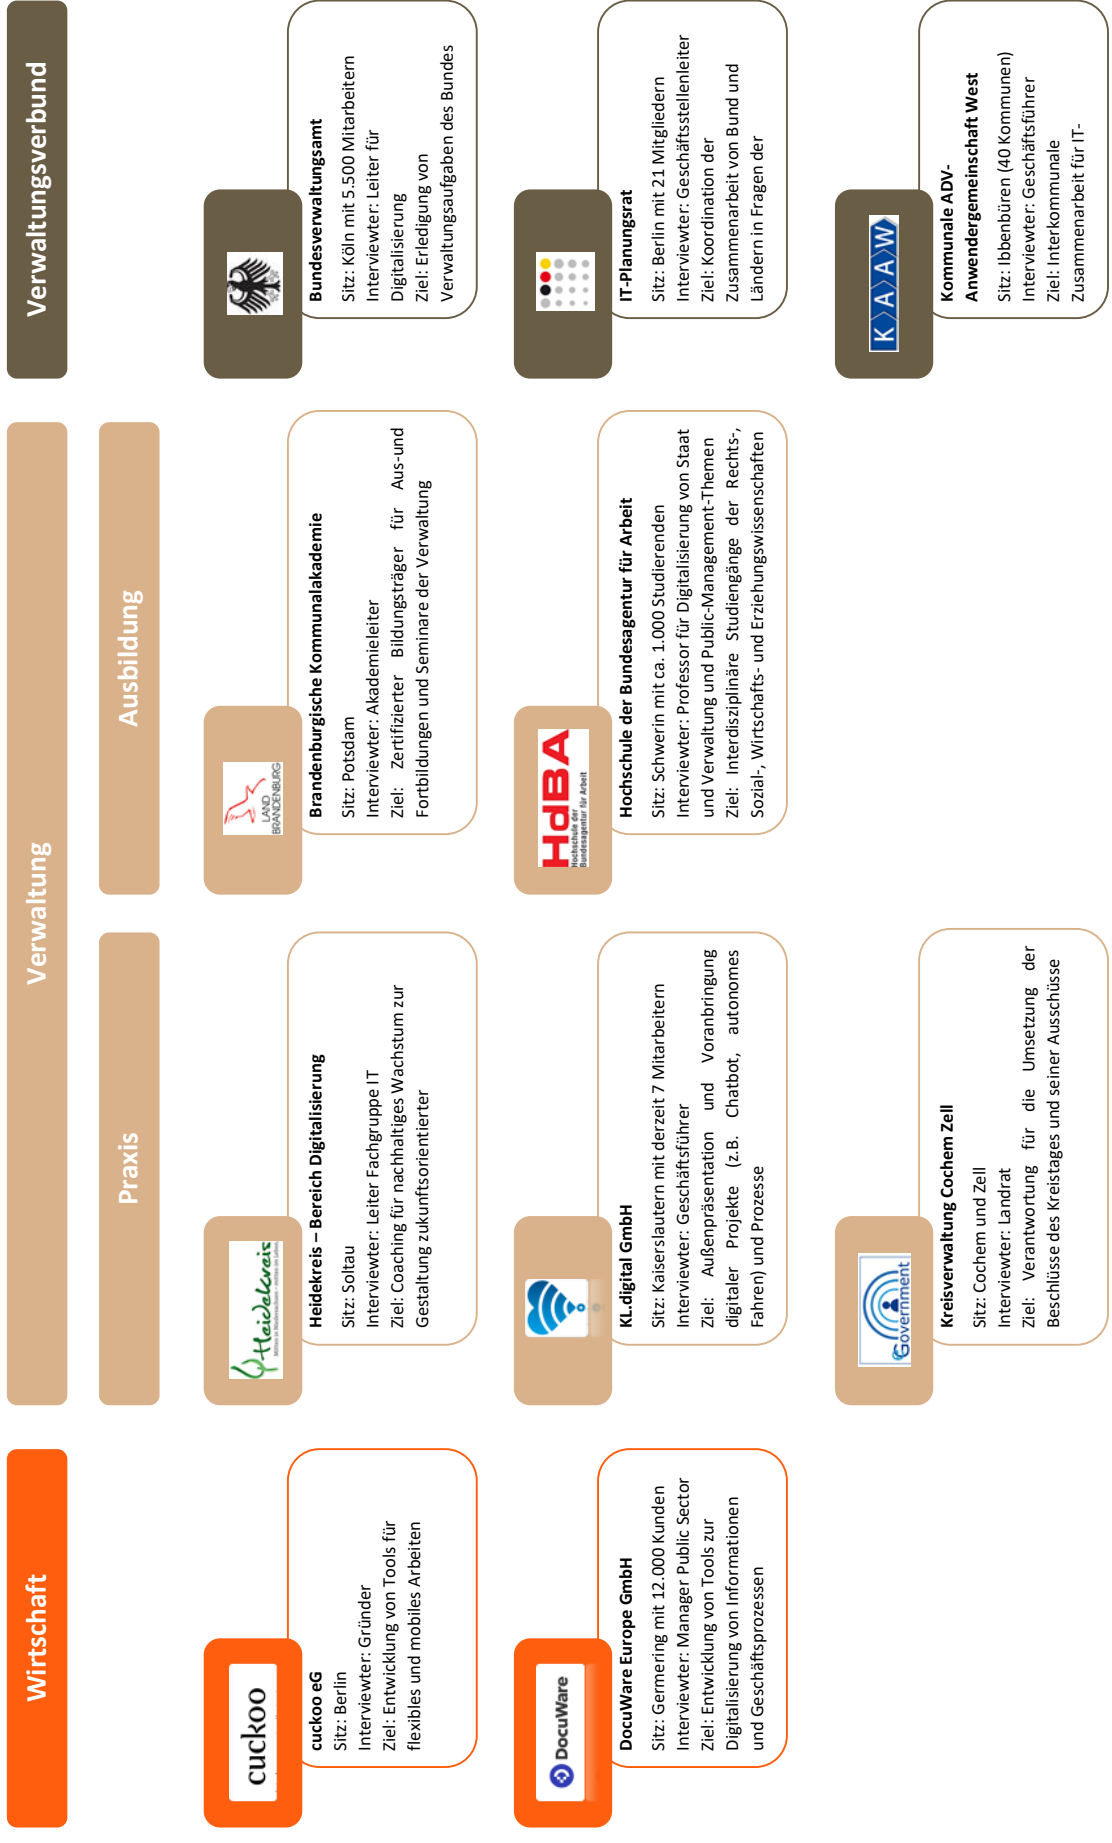 Wirtschaft
Verwaltung
Verwaltungsverbund
Praxis
Ausbildung
cuckoo
cuckoo eG
Sitz: Berlin
Interviewter: Gründer
Ziel: Entwicklung von Tools für
flexibles und mobiles Arbeiten
DocuWare
DocuWare Europe GmbH
Sitz: Germering mit 12.000 Kunden
Interviewter: Manager Public Sector
Ziel: Entwicklung von Tools zur
Digitalisierung von Informationen
und Geschäftsprozessen
Heidekreis
Heidekreis – Bereich Digitalisierung
Sitz: Soltau
Interviewter: Leiter Fachgruppe IT
Ziel: Coaching für nachhaltiges Wachstum zur
Gestaltung zukunftsorientierter
KL.digital GmbH
Sitz: Kaiserslautern mit derzeit 7 Mitarbeitern
Interviewter: Geschäftsführer
Ziel: Außenpräsentation und Voranbringung
digitaler Projekte (z.B. Chatbot, autonomes
Fahren) und Prozesse
eGovernment
Kreisverwaltung Cochem Zell
Sitz: Cochem und Zell
Interviewter: Landrat
Ziel: Verantwortung für die Umsetzung der
Beschlüsse des Kreistages und seiner Ausschüsse
LAND
BRANDENBURG
Brandenburgische Kommunalakademie
Sitz: Potsdam
Interviewter: Akademieleiter
Ziel: Zertifizierter Bildungsträger für Aus-und
Fortbildungen und Seminare der Verwaltung
HdBA
Hochschule der
Bundesagentur für Arbeit
Hochschule der Bundesagentur für Arbeit
Sitz: Schwerin mit ca. 1.000 Studierenden
Interviewter: Professor für Digitalisierung von Staat
und Verwaltung und Public-Management-Themen
Ziel: Interdisziplinäre Studiengänge der Rechts-,
Sozial-, Wirtschafts- und Erziehungswissenschaften
Bundesverwaltungsamt
Sitz: Köln mit 5.500 Mitarbeitern
Interviewter: Leiter für
Digitalisierung
Ziel: Erledigung von
Verwaltungsaufgaben des Bundes
IT-Planungsrat
Sitz: Berlin mit 21 Mitgliedern
Interviewter: Geschäftsstellenleiter
Ziel: Koordination der
Zusammenarbeit von Bund und
Ländern in Fragen der
KAAW
Kommunale ADV-
Anwendergemeinschaft West
Sitz: Ibbenbüren (40 Kommunen)
Interviewter: Geschäftsführer
Ziel: Interkommunale
Zusammenarbeit für IT-